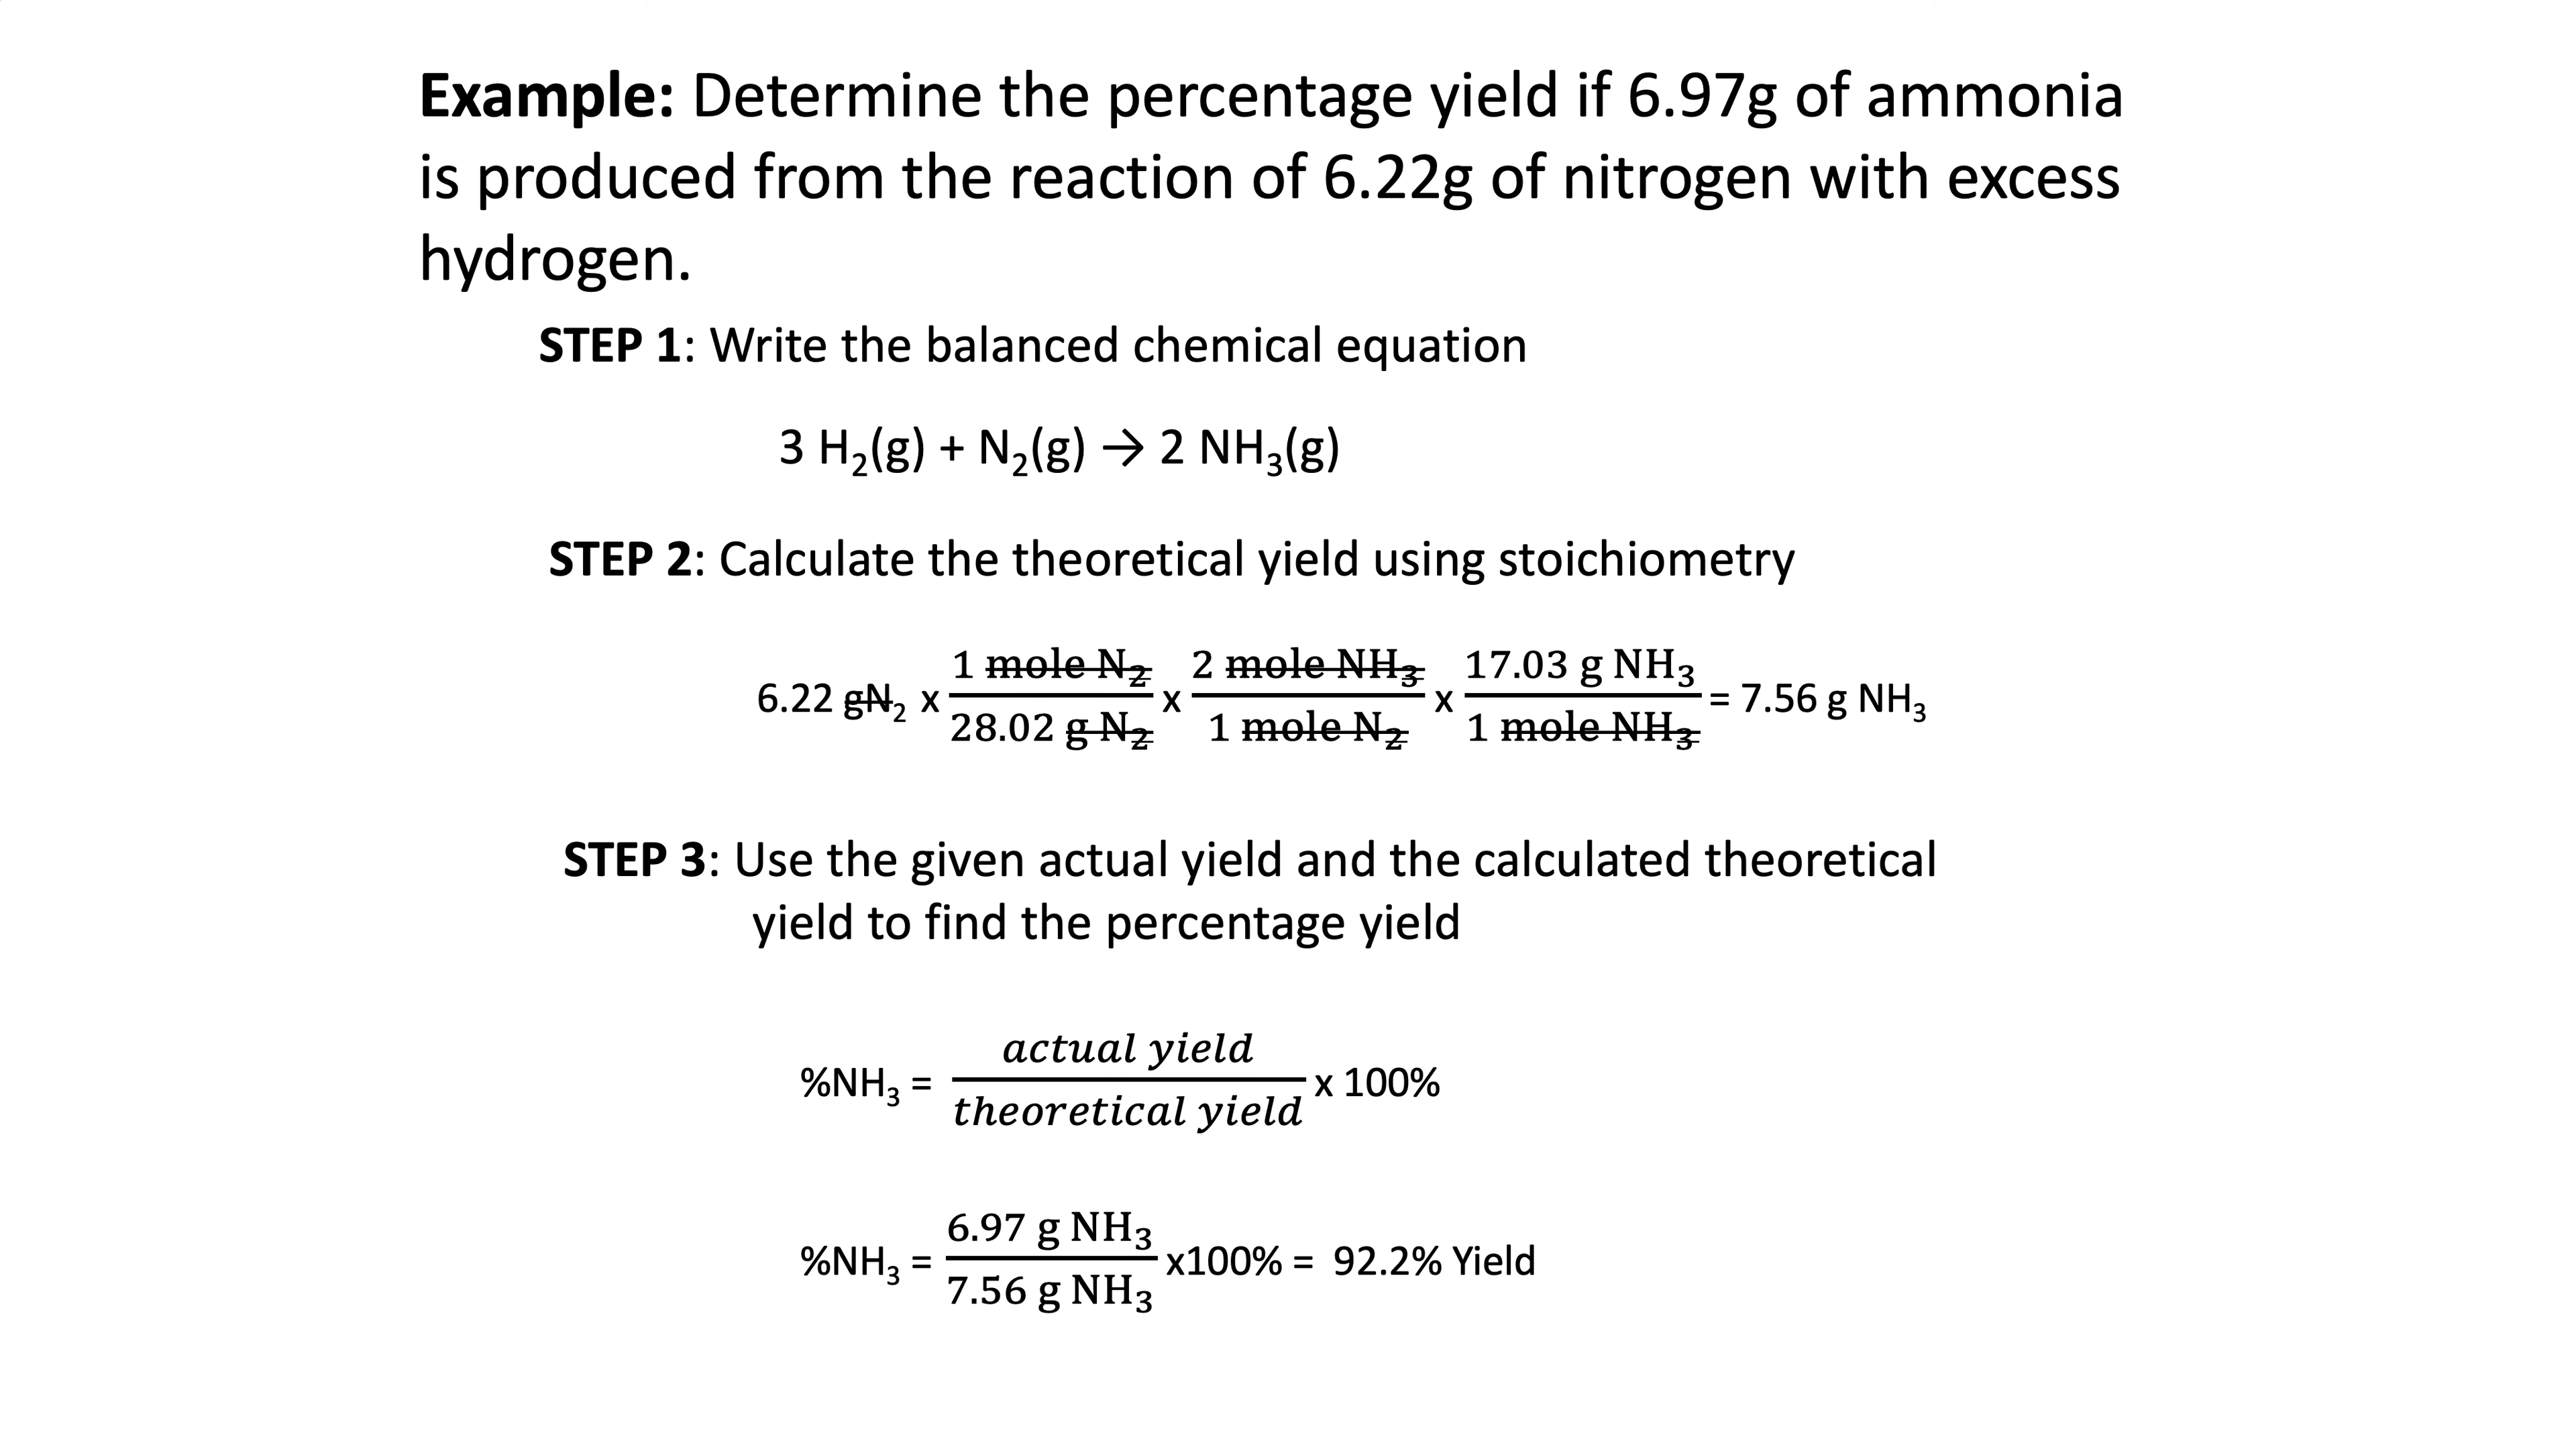 Example: Determine the percentage yield if 6.97g of ammonia
is produced from the reaction of 6.22g of nitrogen with excess
hydrogen.
STEP 1: Write the balanced chemical equation
3 H₂(g) + N₂(g) → 2 NH₃(g)
STEP 2: Calculate the theoretical yield using stoichiometry
6.22 gN₂ x (1 mole N₂)/(28.02 g N₂) x (2 mole NH₃)/(1 mole N₂) x (17.03 g NH₃)/(1 mole NH₃) = 7.56 g NH₃
STEP 3: Use the given actual yield and the calculated theoretical
yield to find the percentage yield
%NH₃ = (actual yield)/(theoretical yield) x 100%
%NH₃ = (6.97 g NH₃)/(7.56 g NH₃) x100% = 92.2% Yield